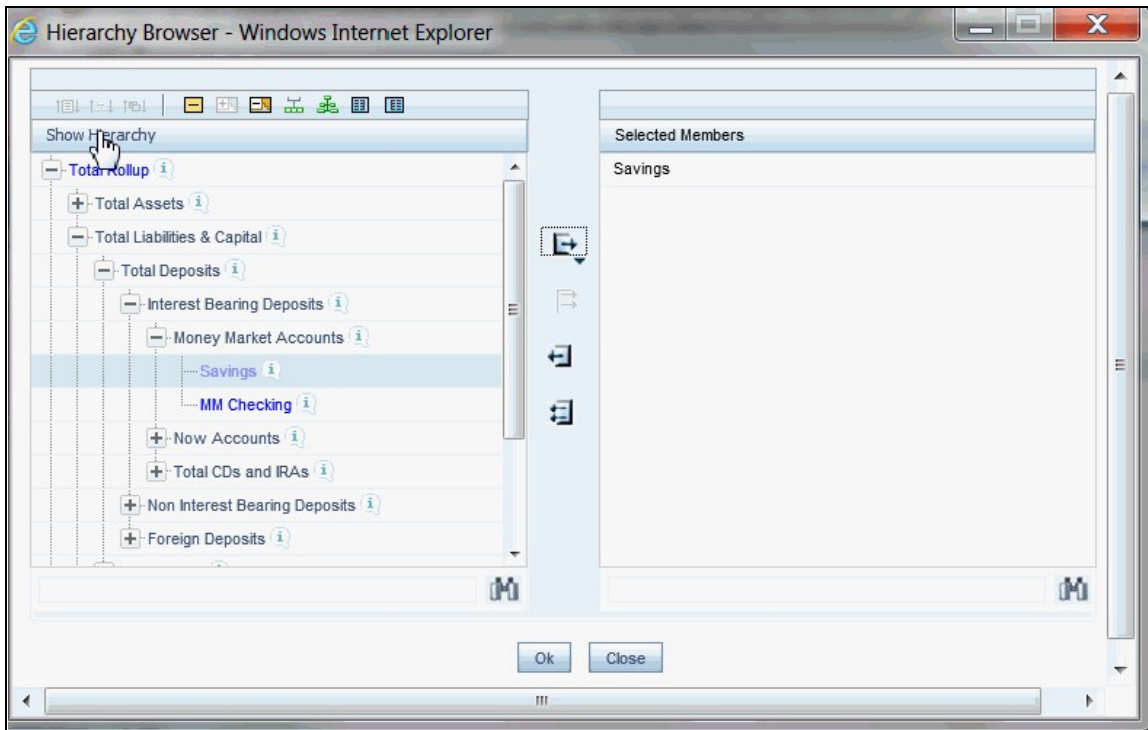 Hierarchy Browser - Windows Internet Explorer
Show Hierarchy
Selected Members
Total Rollup
Savings
Total Assets
Total Liabilities & Capital
Total Deposits
Interest Bearing Deposits
Money Market Accounts
Savings
MM Checking
Now Accounts
Total CDs and IRAs
Non Interest Bearing Deposits
Foreign Deposits
Ok
Close